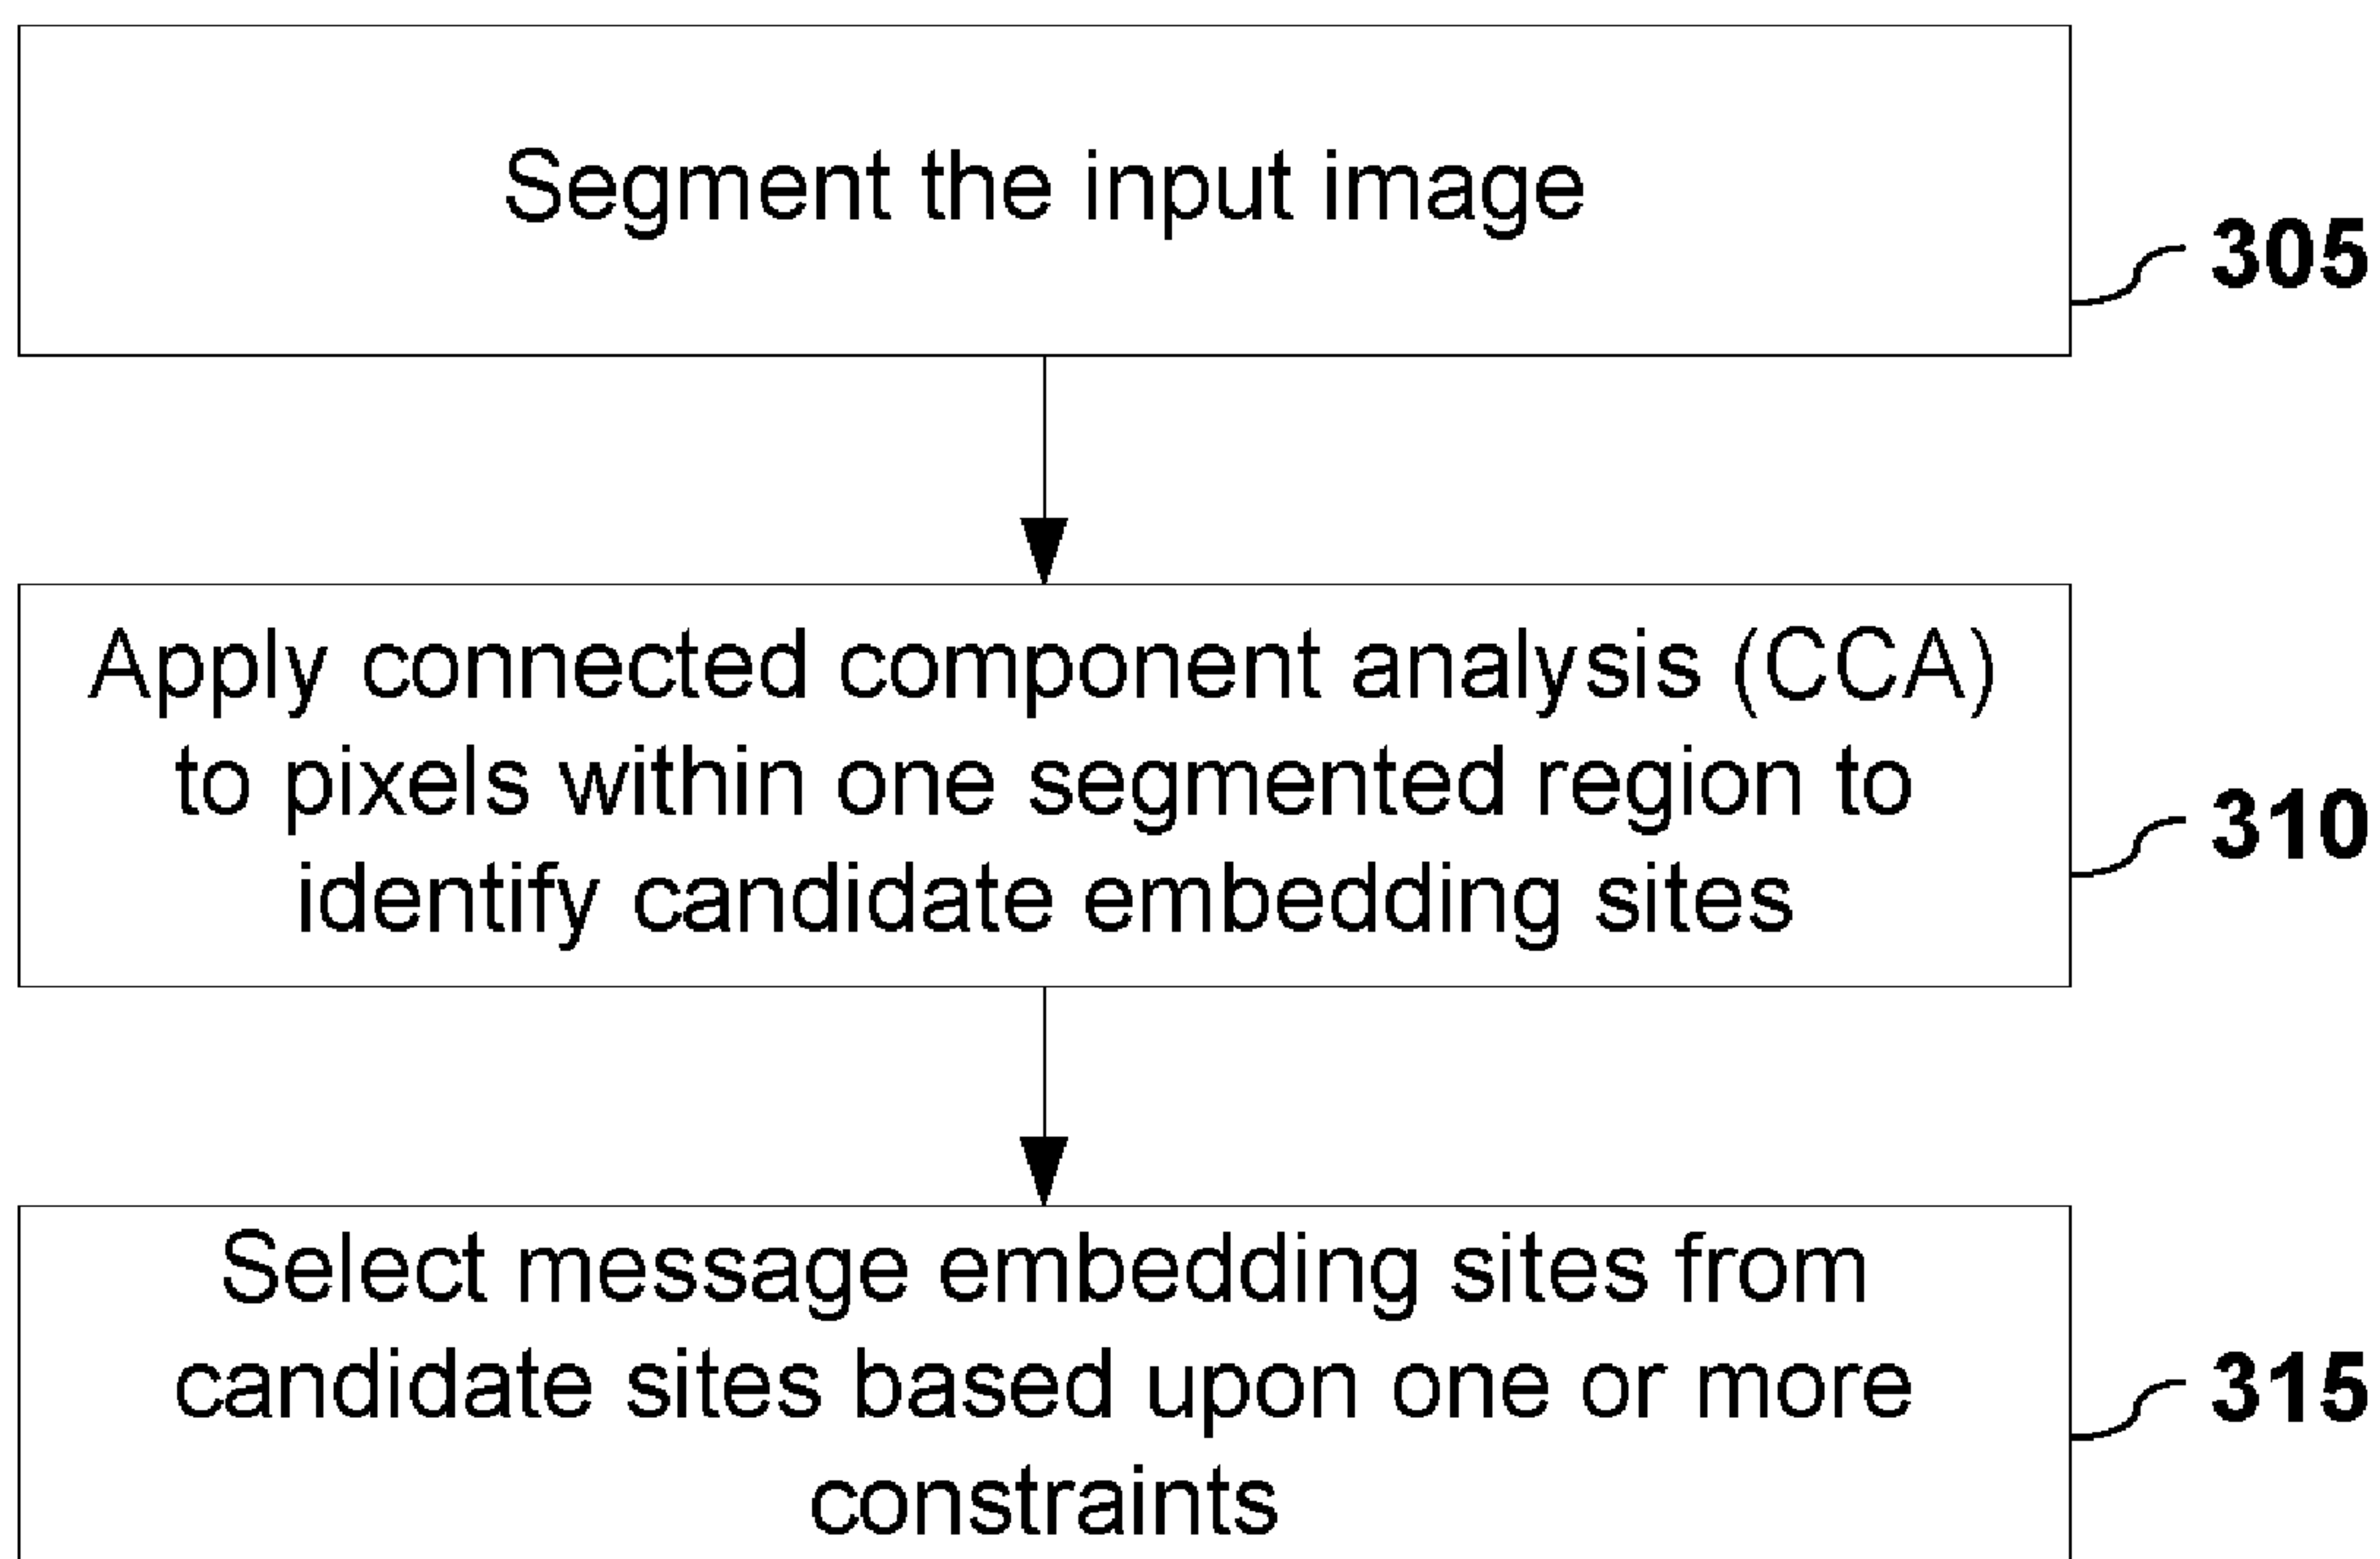 Segment the input image
305
Apply connected component analysis (CCA)
to pixels within one segmented region to
identify candidate embedding sites
310
Select message embedding sites from
candidate sites based upon one or more
constraints
315